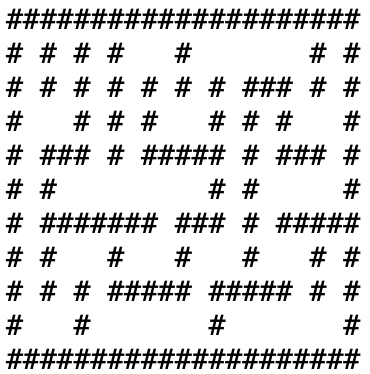 #####################
# # # #   #       # #
# # # # # # # ### # #
#   # # #   # # #   #
# ### # ##### # ### #
# #         # #     #
# ####### ### # #####
# #   #   #   #   # #
# # # ##### ##### # #
#   #       #       #
#####################